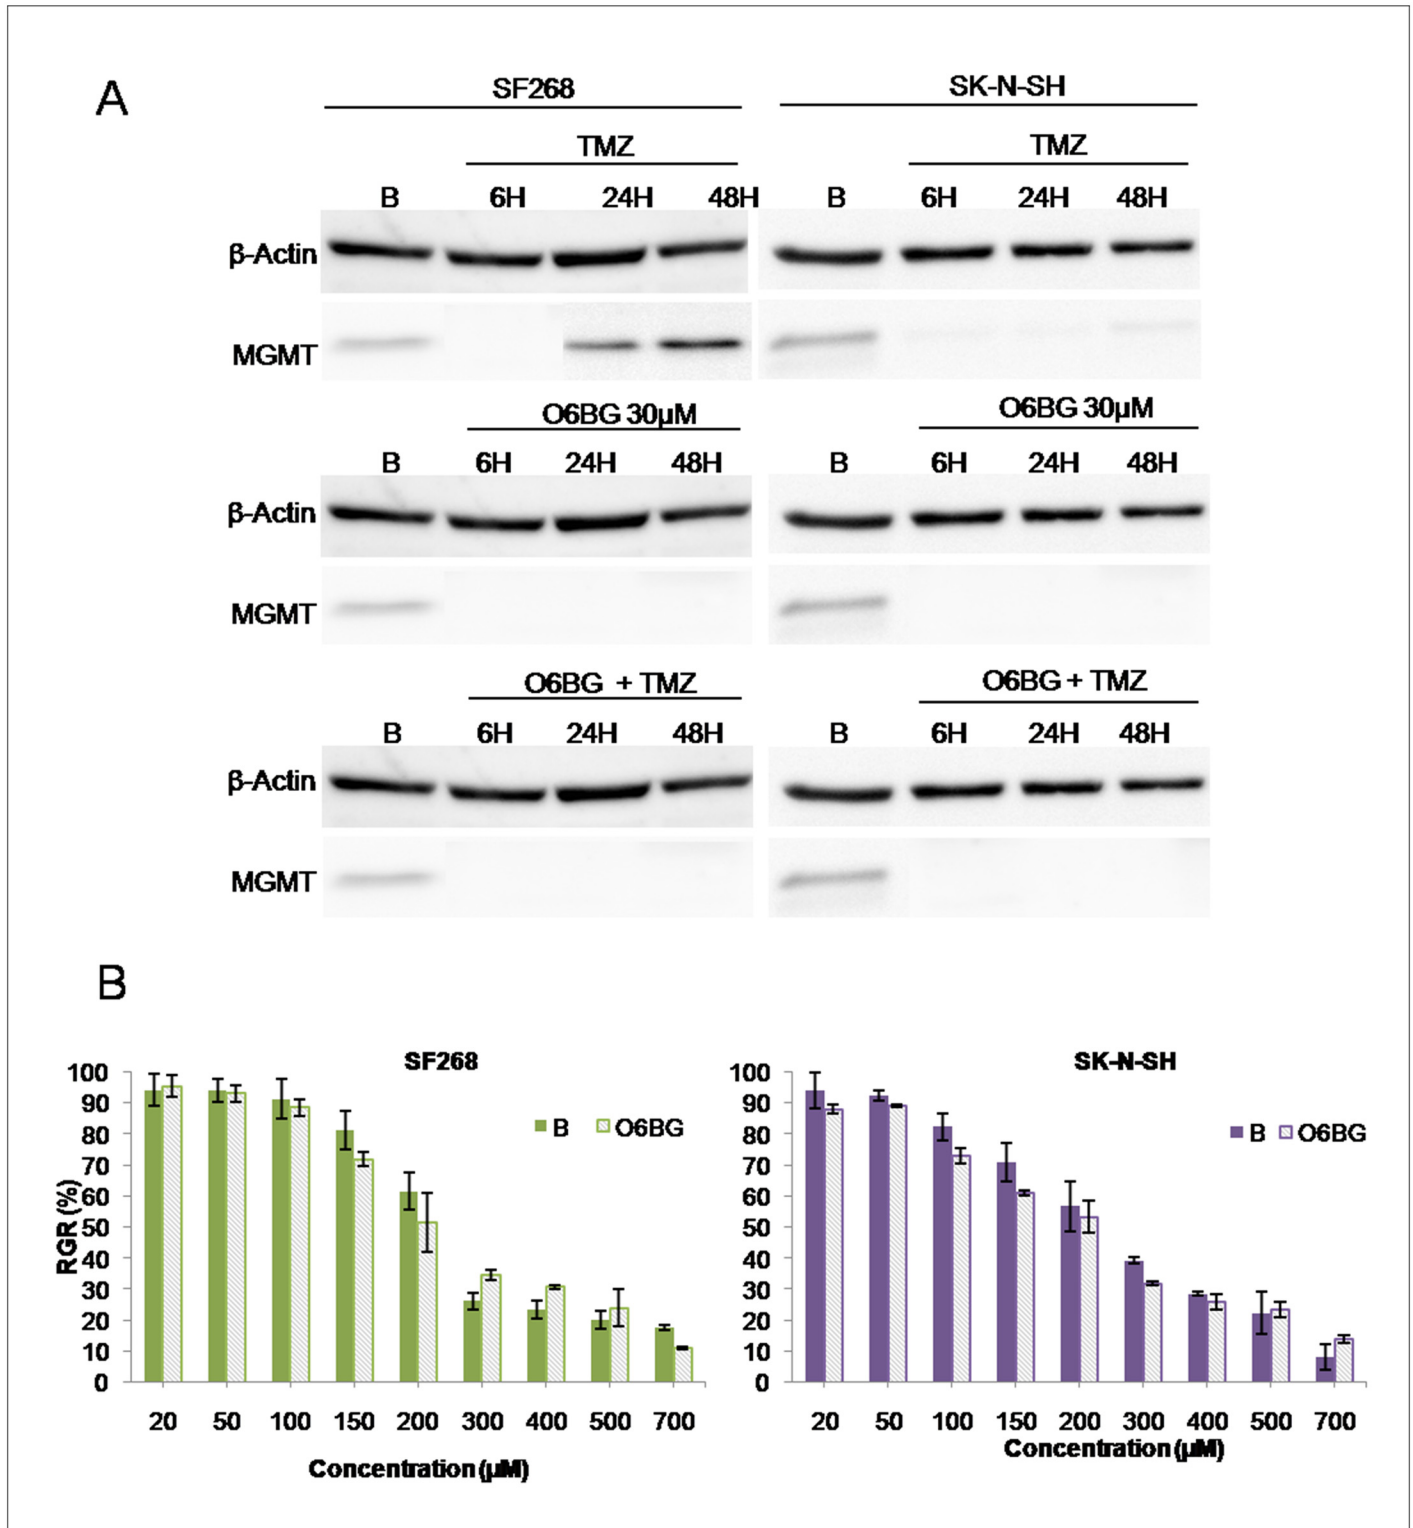 A
SF268 SK-N-SH
TMZ TMZ
B 6H 24H 48H B 6H 24H 48H
β-Actin
MGMT
O6BG 30µM O6BG 30µM
B 6H 24H 48H B 6H 24H 48H
β-Actin
MGMT
O6BG + TMZ O6BG + TMZ
B 6H 24H 48H B 6H 24H 48H
β-Actin
MGMT
B
SF268
B O6BG
RGR (%)
100
90
80
70
60
50
40
30
20
10
0
20 50 100 150 200 300 400 500 700
Concentration (µM)
SK-N-SH
B O6BG
100
90
80
70
60
50
40
30
20
10
0
20 50 100 150 200 300 400 500 700
Concentration (µM)